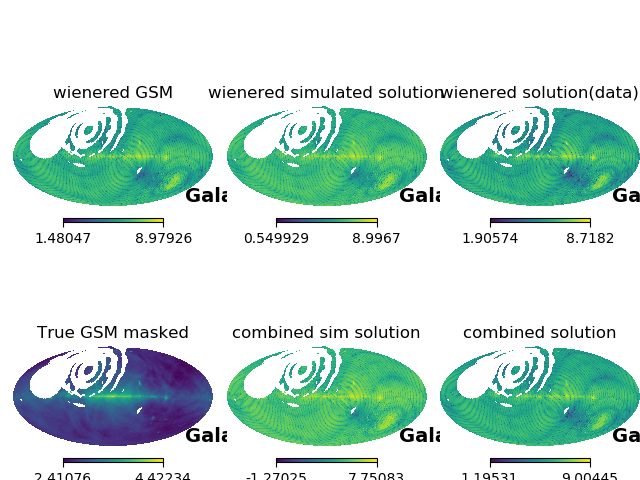 wienered GSM
wienered simulated solution
wienered solution(data)
Gala
Gala
Ga
1.48047 8.97926
0.549929 8.9967
1.90574 8.7182
True GSM masked
combined sim solution
combined solution
Gala
Gala
Ga
2.41076 4.42234
-1.27025 7.75083
1.19531 9.00445